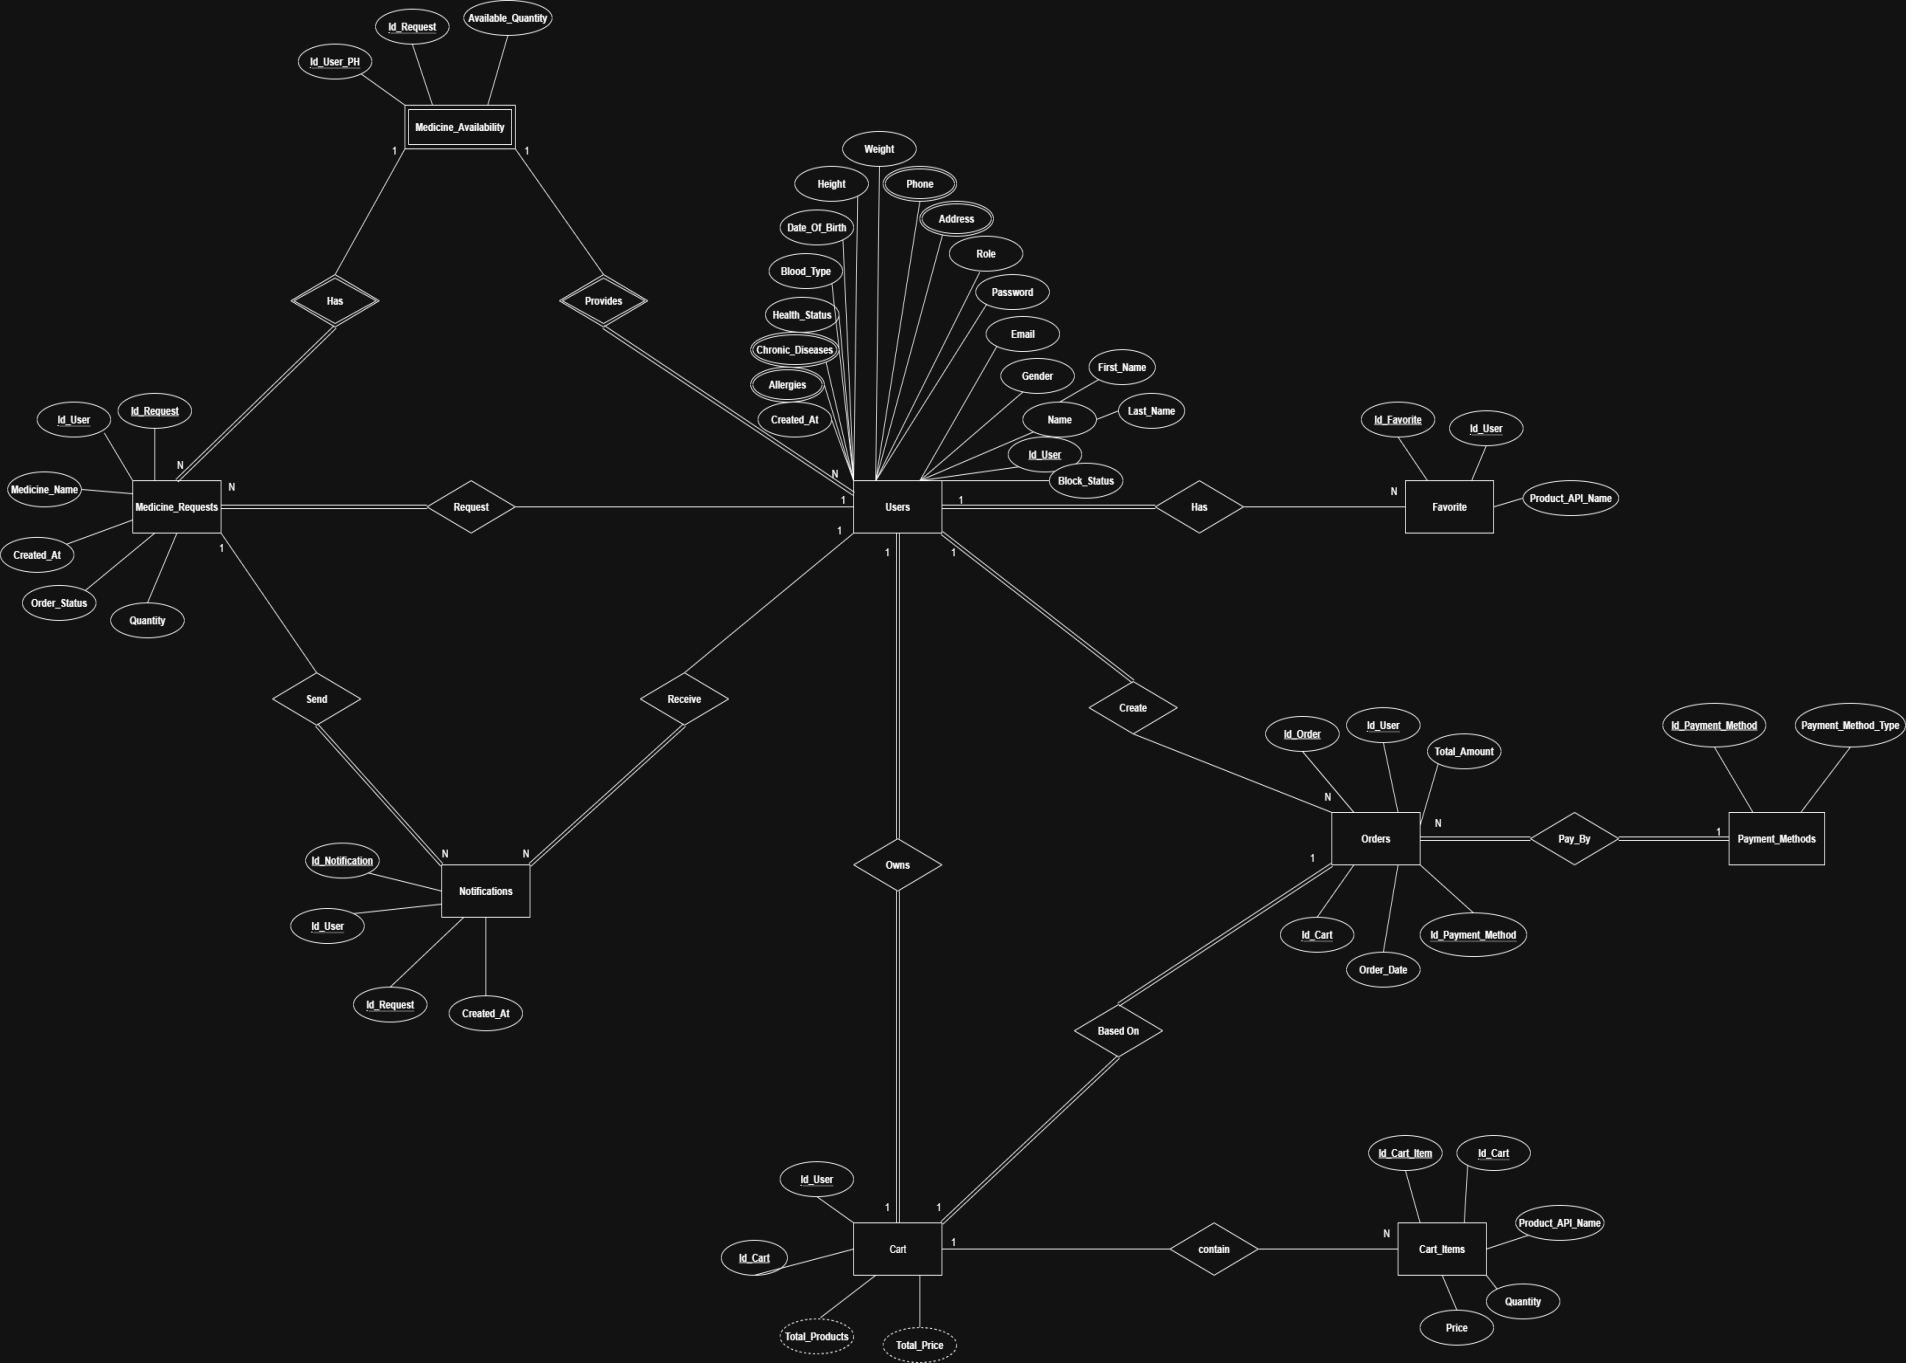 Available_Quantity
Id_Request
Id_User_PH
Medicine_Availability
1
1
Weight
Height
Phone
Address
Date_Of_Birth
Role
Blood_Type
Password
Has
Provides
Health_Status
Email
Chronic_Diseases
First_Name
Gender
Allergies
Last_Name
Created_At
Name
Id_User
Id_Request
Id_User
Block_Status
Id_Favorite
Id_User
N
N
Medicine_Name
N
1
1
N
Product_API_Name
Medicine_Requests
Request
Users
Has
Favorite
1
1
1
1
Created_At
Order_Status
Quantity
Send
Receive
Create
Id_Order
Id_User
Total_Amount
Id_Payment_Method
Payment_Method_Type
N
N
1
Orders
Pay_By
Payment_Methods
1
N
N
Id_Notification
Owns
Notifications
Id_User
Id_Cart
Id_Payment_Method
Order_Date
Id_Request
Created_At
Based On
Id_Cart_Item
Id_Cart
Id_User
1
1
Product_API_Name
1
N
Id_Cart
Cart
contain
Cart_Items
Quantity
Price
Total_Products
Total_Price